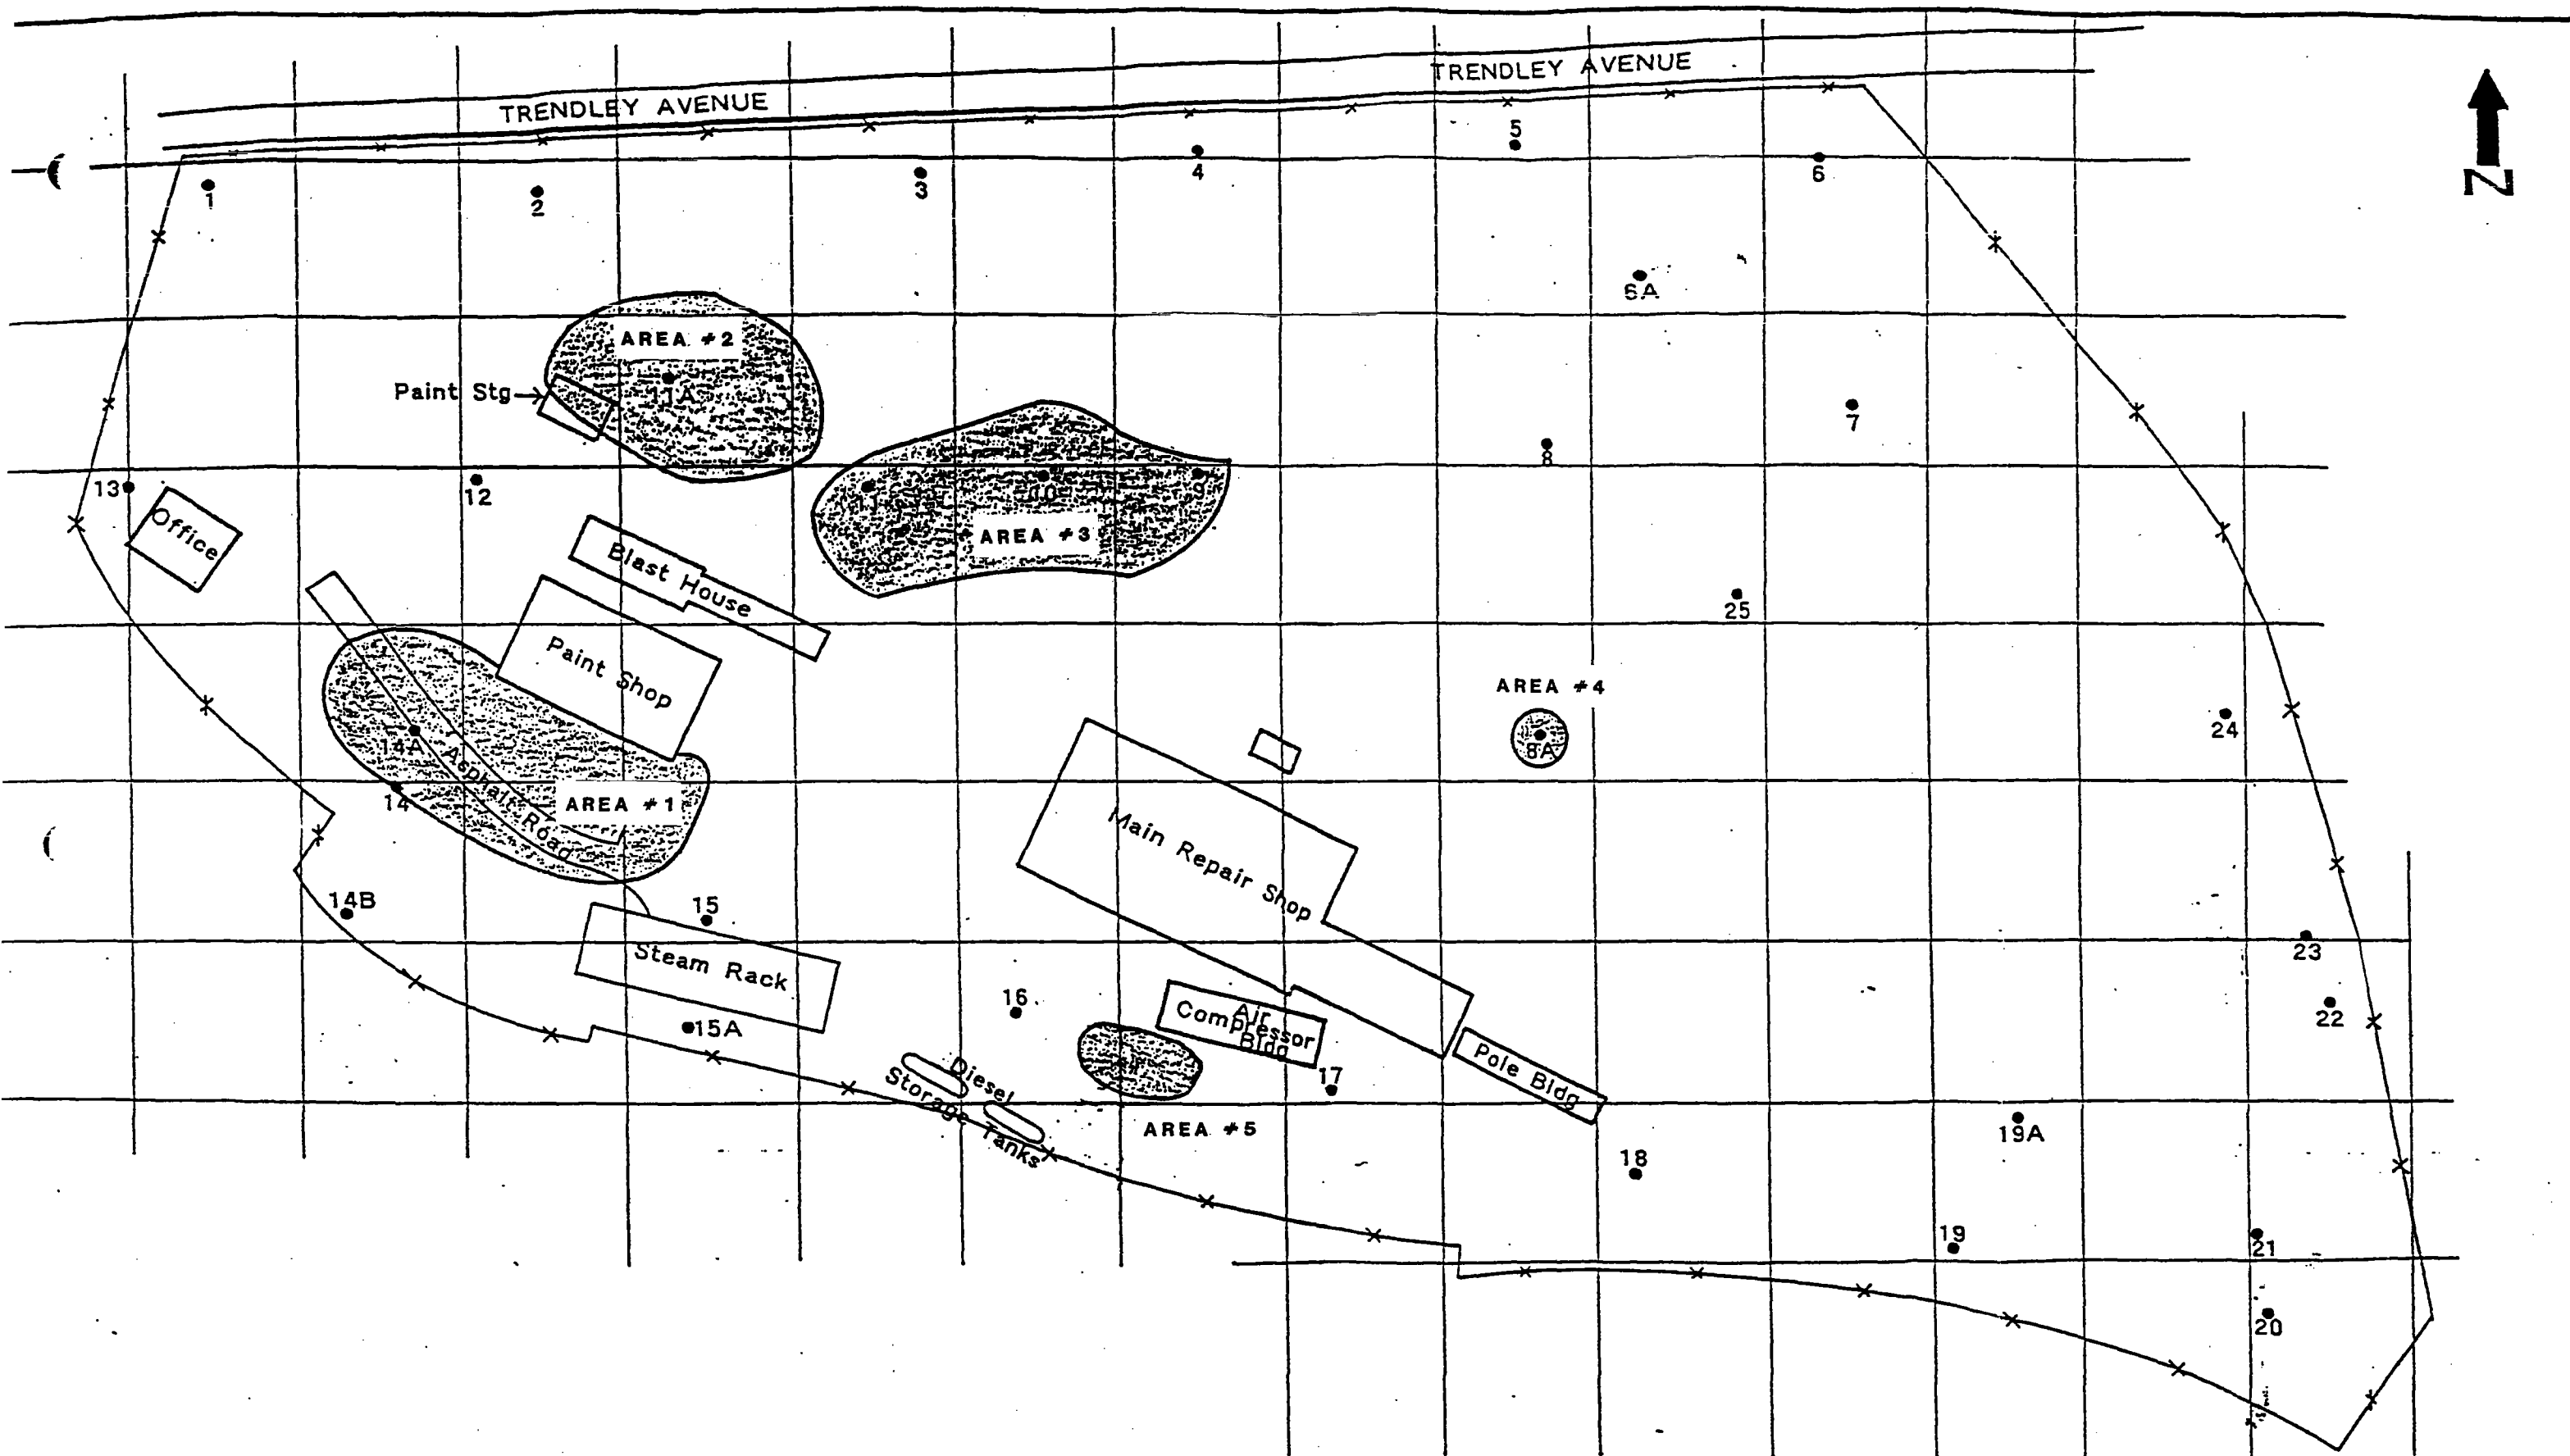 TRENDLEY AVENUE
TRENDLEY AVENUE
N
1
2
3
4
5
6
6A
AREA #2
Paint Stg
11A
7
8
13
12
11
10
9
Office
AREA #3
Blast House
25
Paint Shop
AREA #4
24
8A
14A
Asphalt
Road
14
AREA #1
Main Repair Shop
14B
15
Steam Rack
23
22
16
Air
Compressor
Bldg
15A
Pole Bldg
17
Diesel
Storage Tanks
AREA #5
19A
18
19
21
20